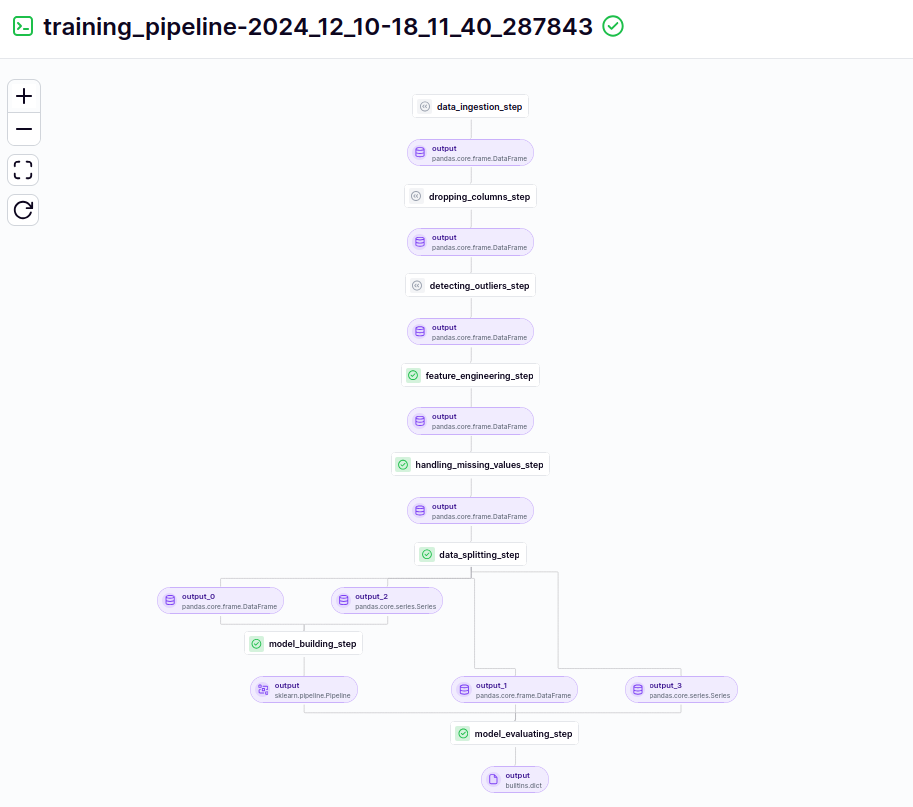 training_pipeline-2024_12_10-18_11_40_287843
data_ingestion_step
output
pandas.core.frame.DataFrame
dropping_columns_step
output
pandas.core.frame.DataFrame
detecting_outliers_step
output
pandas.core.frame.DataFrame
feature_engineering_step
output
pandas.core.frame.DataFrame
handling_missing_values_step
output
pandas.core.frame.DataFrame
data_splitting_step
output_0
pandas.core.frame.DataFrame
output_2
pandas.core.series.Series
model_building_step
output
sklearn.pipeline.Pipeline
output_1
pandas.core.frame.DataFrame
output_3
pandas.core.series.Series
model_evaluating_step
output
builtins.dict